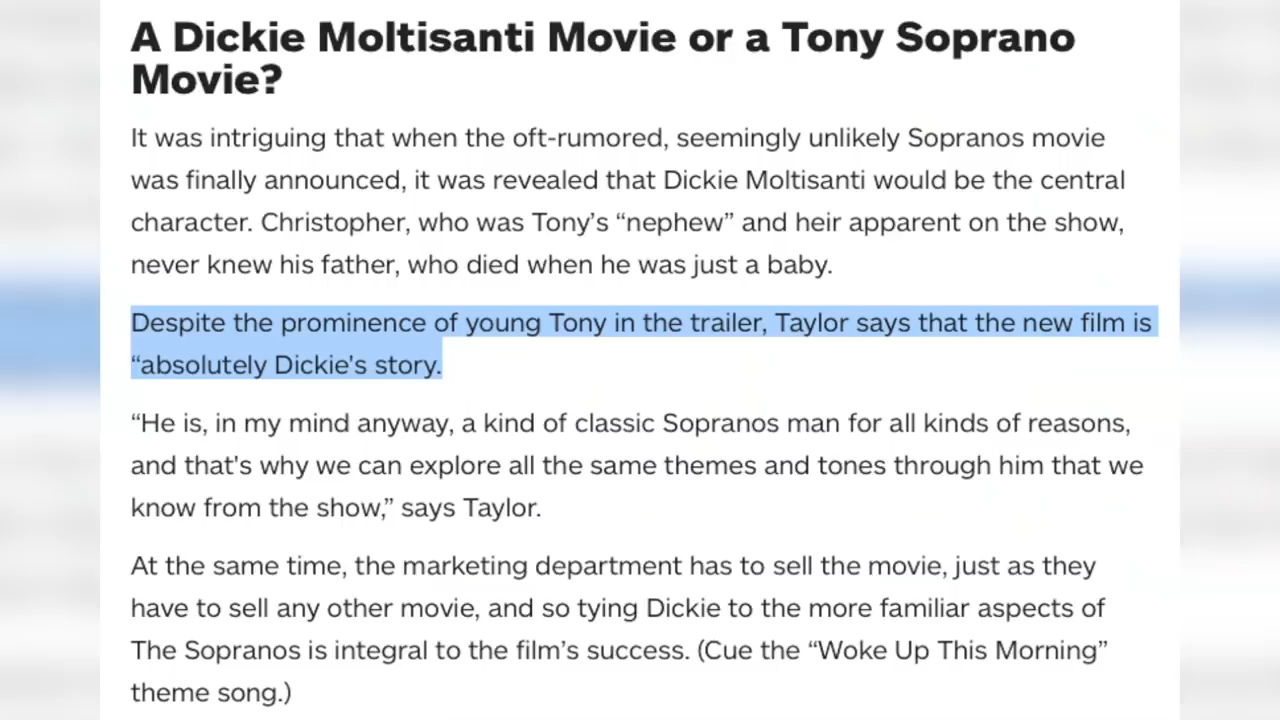 A Dickie Moltisanti Movie or a Tony Soprano
Movie?
It was intriguing that when the oft-rumored, seemingly unlikely Sopranos movie
was finally announced, it was revealed that Dickie Moltisanti would be the central
character. Christopher, who was Tony’s “nephew” and heir apparent on the show,
never knew his father, who died when he was just a baby.
Despite the prominence of young Tony in the trailer, Taylor says that the new film is
“absolutely Dickie's story.
“He is, in my mind anyway, a kind of classic Sopranos man for all kinds of reasons,
and that's why we can explore all the same themes and tones through him that we
know from the show,” says Taylor.
At the same time, the marketing department has to sell the movie, just as they
have to sell any other movie, and so tying Dickie to the more familiar aspects of
The Sopranos is integral to the film’s success. (Cue the “Woke Up This Morning”
theme song.)